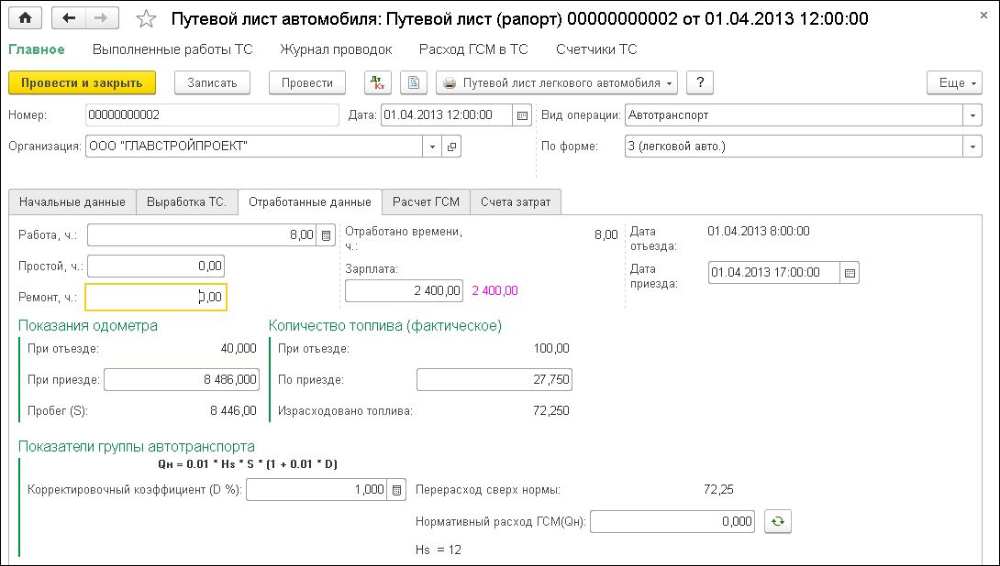 Путевой лист автомобиля: Путевой лист (рапорт) 00000000002 от 01.04.2013 12:00:00
Главное Выполненные работы ТС Журнал проводок Расход ГСМ в ТС Счетчики ТС
Провести и закрыть Записать Провести Дт Кт Путевой лист легкового автомобиля ? Еще
Номер: 00000000002 Дата: 01.04.2013 12:00:00 Вид операции: Автотранспорт
Организация: ООО "ГЛАВСТРОЙПРОЕКТ" По форме: 3 (легковой авто.)
Начальные данные Выработка ТС. Отработанные данные Расчет ГСМ Счета затрат
Работа, ч.: 8,00 Отработано времени, ч.: 8,00 Дата отъезда: 01.04.2013 8:00:00
Простой, ч.: 0,00 Зарплата: 2 400,00 2 400,00 Дата приезда: 01.04.2013 17:00:00
Ремонт, ч.: 0,00
Показания одометра Количество топлива (фактическое)
При отъезде: 40,000 При отъезде: 100,00
При приезде: 8 486,000 По приезде: 27,750
Пробег (S): 8 446,00 Израсходовано топлива: 72,250
Показатели группы автотранспорта
Qн = 0.01 * Hs * S * (1 + 0.01 * D)
Корректировочный коэффициент (D %): 1,000 Перерасход сверх нормы: 72,25
Нормативный расход ГСМ(Qн): 0,000
Hs = 12